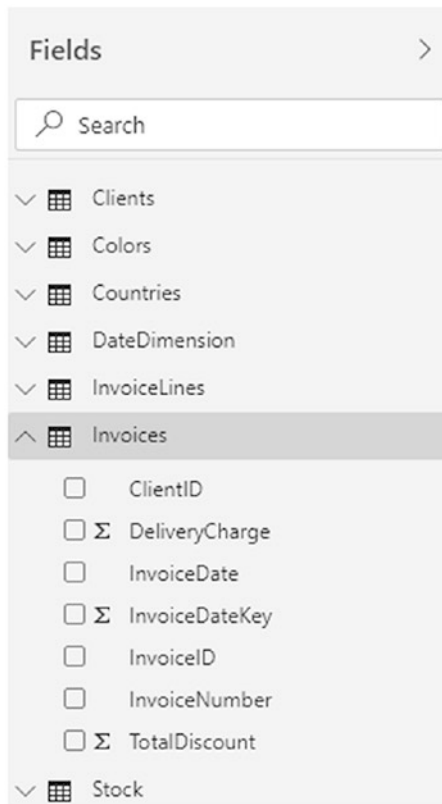 Fields
Search
Clients
Colors
Countries
DateDimension
InvoiceLines
Invoices
ClientID
Σ DeliveryCharge
InvoiceDate
Σ InvoiceDateKey
InvoiceID
InvoiceNumber
Σ TotalDiscount
Stock